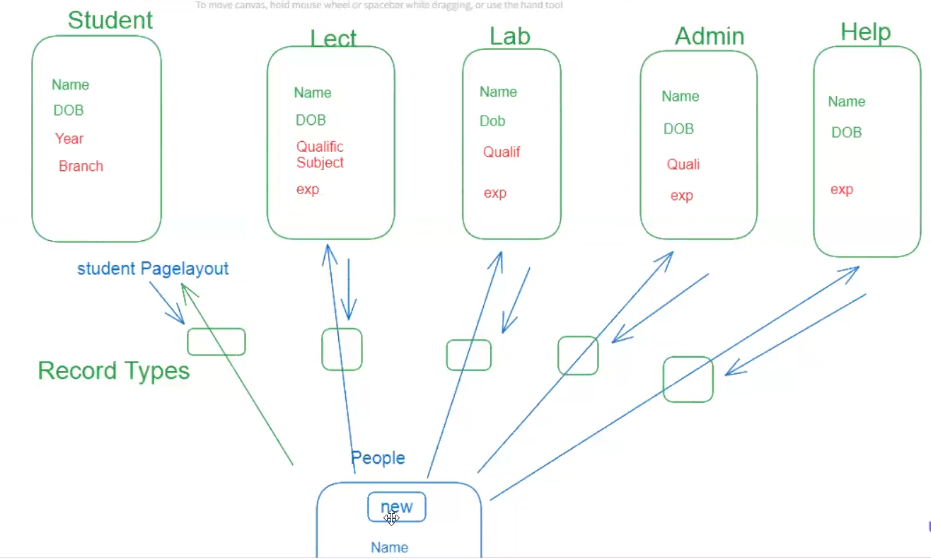 To move canvas, hold mouse wheel or spacebar while dragging, or use the hand tool
Student
Lect
Lab
Admin
Help
Name
DOB
Year
Branch
Name
DOB
Qualific
Subject
exp
Name
Dob
Qualif
exp
Name
DOB
Quali
exp
Name
DOB
exp
student Pagelayout
Record Types
People
new
Name